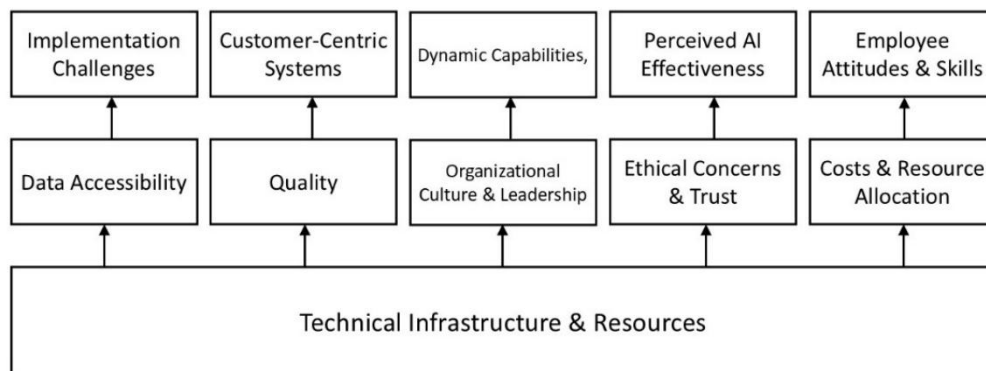 Implementation
Challenges
Customer-Centric
Systems
Dynamic Capabilities,
Perceived AI
Effectiveness
Employee
Attitudes & Skills
Data Accessibility
Quality
Organizational
Culture & Leadership
Ethical Concerns
& Trust
Costs & Resource
Allocation
Technical Infrastructure & Resources